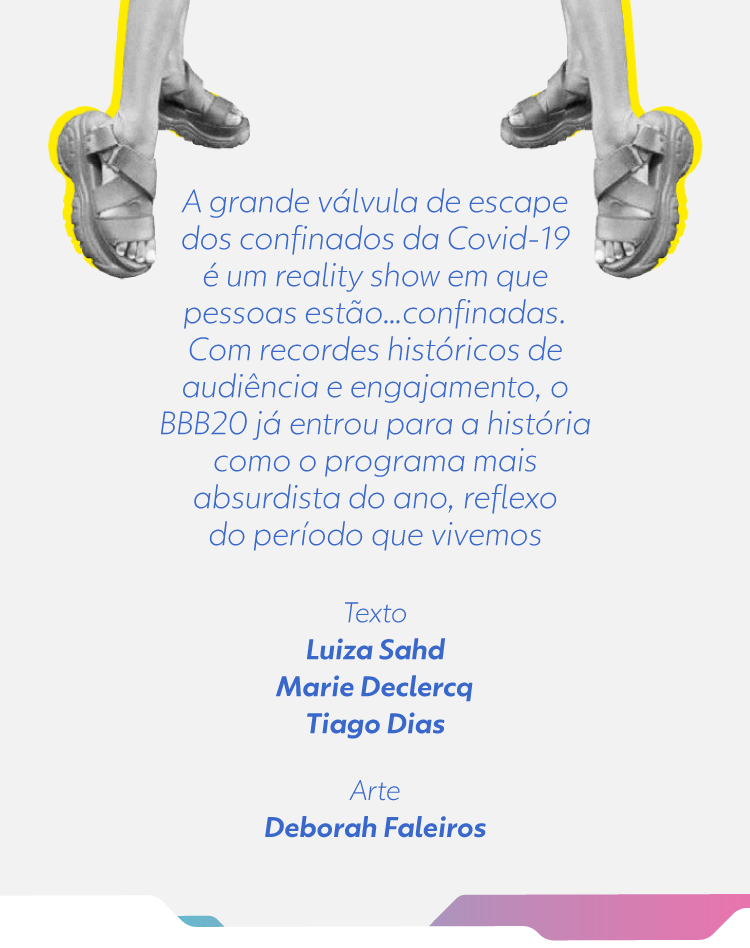 A grande válvula de escape
dos confinados da Covid-19
é um reality show em que
pessoas estão...confinadas.
Com recordes históricos de
audiência e engajamento, o
BBB20 já entrou para a história
como o programa mais
absurdista do ano, reflexo
do período que vivemos
Texto
Luiza Sahd
Marie Declercq
Tiago Dias
Arte
Deborah Faleiros